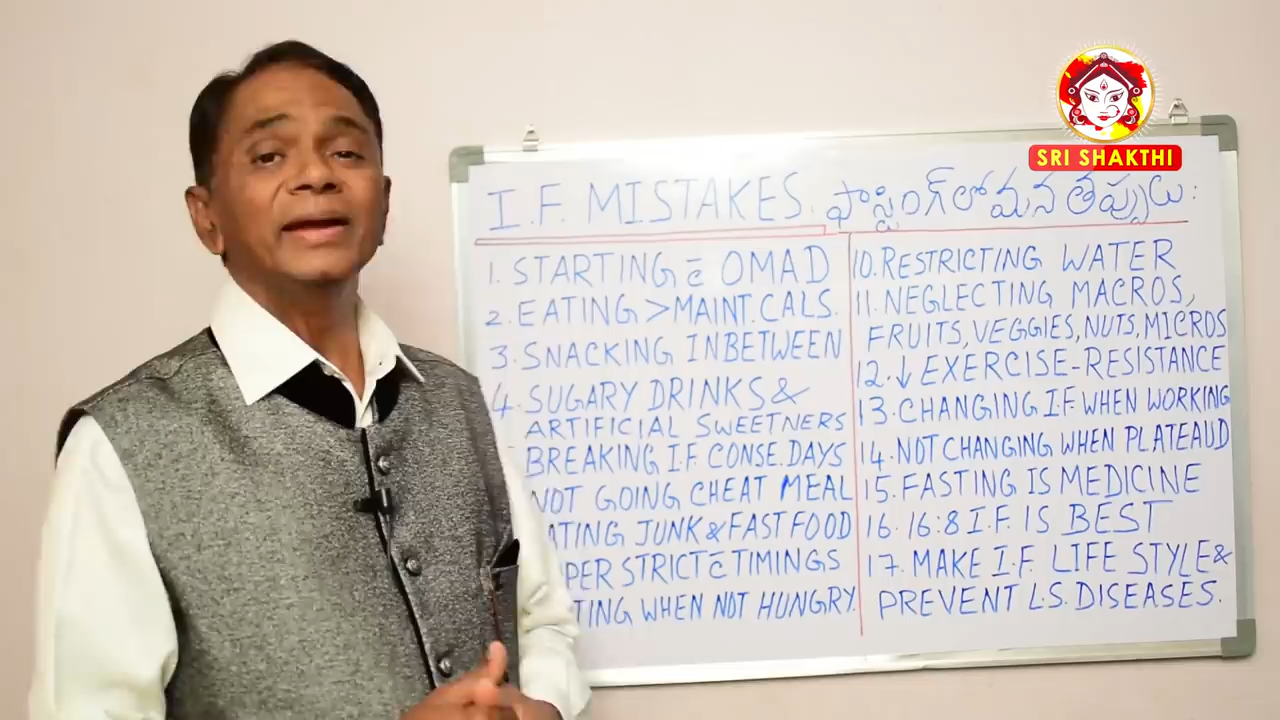 SRI SHAKTHI
I.F. MISTAKES. ఫాస్టింగ్‌లో మన తప్పులు:
1. STARTING c̄ OMAD
2. EATING >MAINT. CALS.
3. SNACKING INBETWEEN
4. SUGARY DRINKS &
ARTIFICIAL SWEETNERS
BREAKING I.F. CONSE. DAYS
NOT GOING CHEAT MEAL
ATING JUNK & FAST FOOD
PER STRICT c̄ TIMINGS
TING WHEN NOT HUNGRY.
10. RESTRICTING WATER
11. NEGLECTING MACROS,
FRUITS, VEGGIES, NUTS, MICROS
12. ↓ EXERCISE-RESISTANCE
13. CHANGING I.F. WHEN WORKING
14. NOT CHANGING WHEN PLATEAUD
15. FASTING IS MEDICINE
16. 16:8 I.F. IS BEST
17. MAKE I.F. LIFE STYLE &
PREVENT L.S. DISEASES.